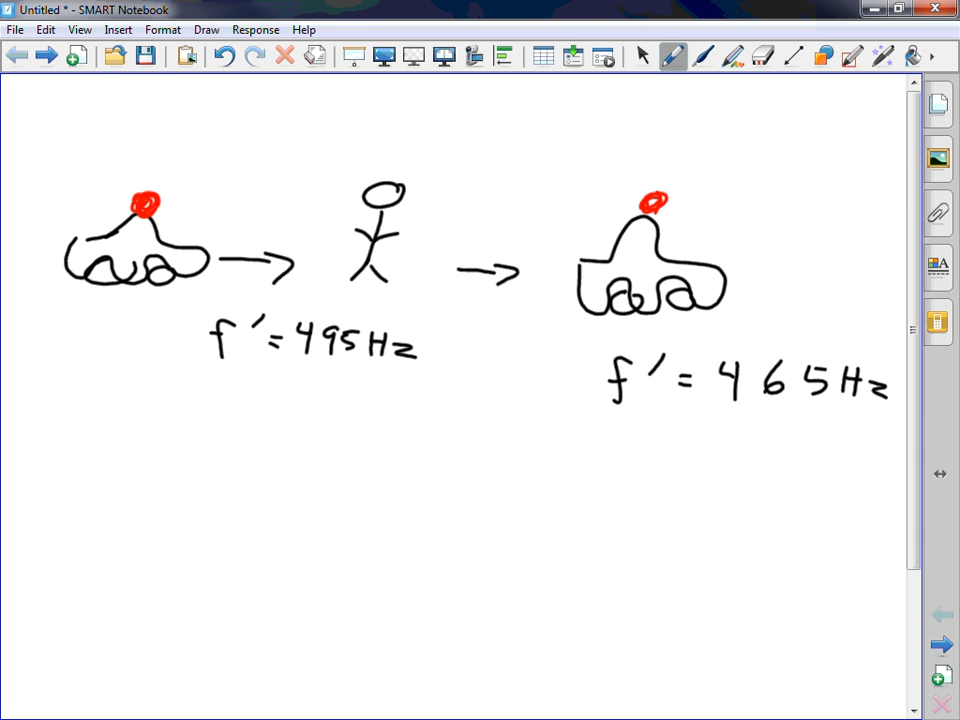 Untitled * - SMART Notebook
File Edit View Insert Format Draw Response Help
f' = 495 Hz
f' = 465 Hz